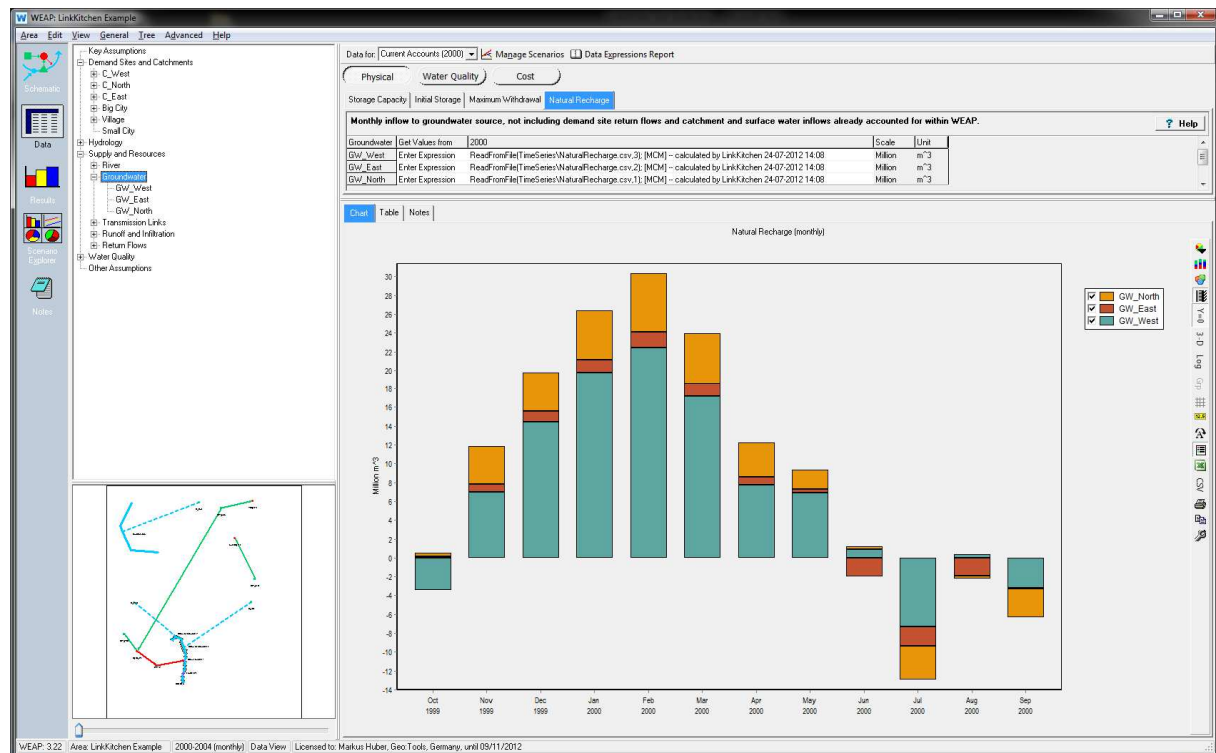 WEAP: LinkKitchen Example
Area Edit View General Tree Advanced Help
Schematic
Data
Results
Scenario Explorer
Notes
Key Assumptions
Demand Sites and Catchments
C_West
C_North
C_East
Big City
Village
Small City
Hydrology
Supply and Resources
River
Groundwater
GW_West
GW_East
GW_North
Transmission Links
Runoff and Infiltration
Return Flows
Water Quality
Other Assumptions
Data for: Current Accounts (2000) Manage Scenarios Data Expressions Report
Physical Water Quality Cost
Storage Capacity Initial Storage Maximum Withdrawal Natural Recharge
Monthly inflow to groundwater source, not including demand site return flows and catchment and surface water inflows already accounted for within WEAP.
? Help
Groundwater Get Values from 2000 Scale Unit
GW_West Enter Expression ReadFromFile(TimeSeries\NaturalRecharge.csv,3); [MCM] -- calculated by LinkKitchen 24-07-2012 14:08 Million m^3
GW_East Enter Expression ReadFromFile(TimeSeries\NaturalRecharge.csv,2); [MCM] -- calculated by LinkKitchen 24-07-2012 14:08 Million m^3
GW_North Enter Expression ReadFromFile(TimeSeries\NaturalRecharge.csv,1); [MCM] -- calculated by LinkKitchen 24-07-2012 14:08 Million m^3
Chart Table Notes
Natural Recharge (monthly)
Million m^3
30
28
26
24
22
20
18
16
14
12
10
8
6
4
2
0
-2
-4
-6
-8
-10
-12
-14
Oct Nov Dec Jan Feb Mar Apr May Jun Jul Aug Sep
1999 1999 1999 2000 2000 2000 2000 2000 2000 2000 2000 2000
GW_North
GW_East
GW_West
Y=0
3-D
Log
Grp
CSV
WEAP: 3.22 Area: LinkKitchen Example 2000-2004 (monthly) Data View Licensed to: Markus Huber, Geo:Tools, Germany, until 09/11/2012